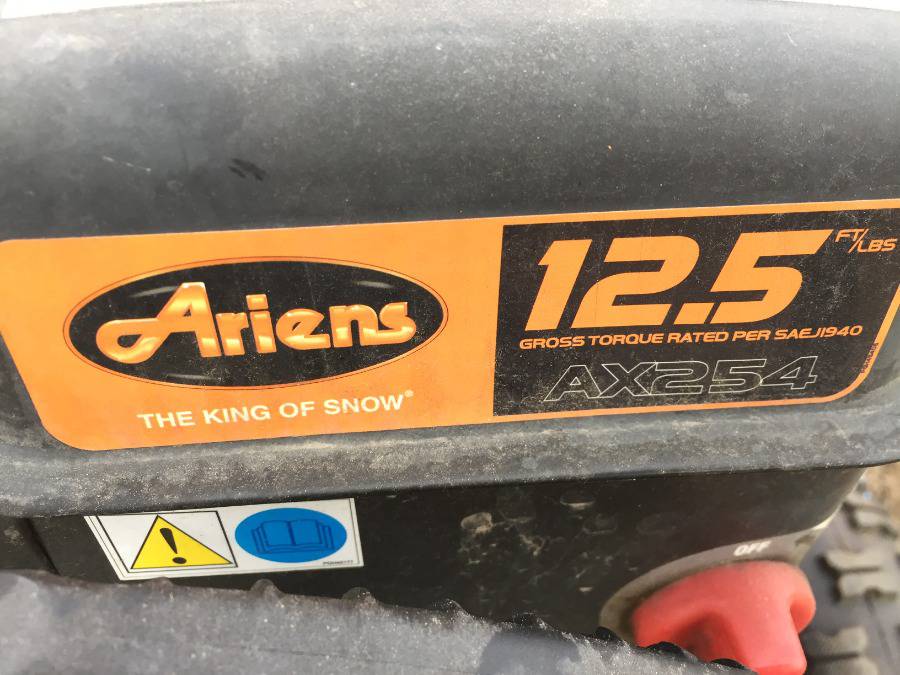 Ariens
THE KING OF SNOW®
12.5 FT/LBS
GROSS TORQUE RATED PER SAEJ1940
AX254
OFF